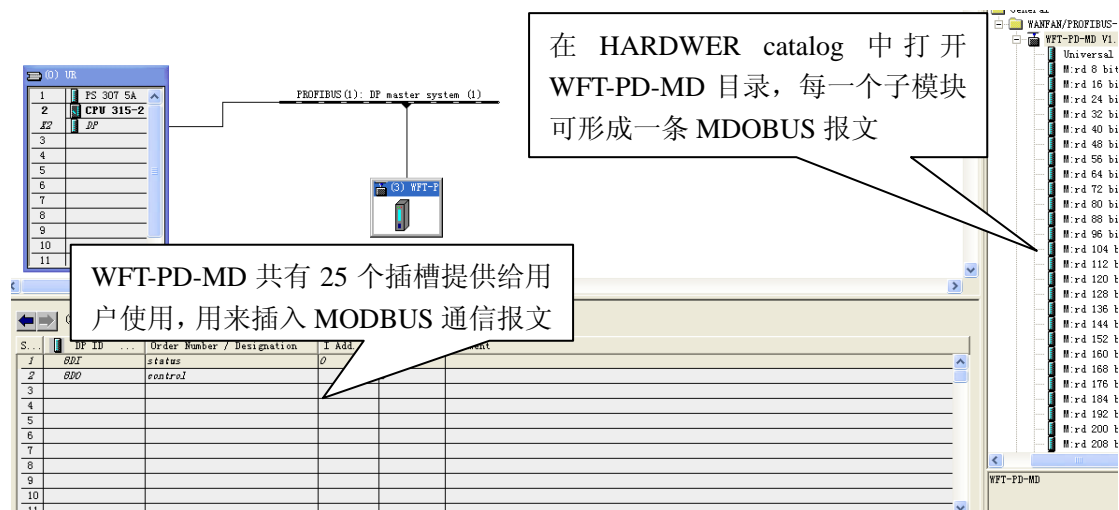 在 HARDWER catalog 中打开
WFT-PD-MD 目录，每一个子模块
可形成一条 MDOBUS 报文
WANFAN/PROFIBUS-
WFT-PD-MD V1.
Universal
M:rd 8 bit
M:rd 16 bi
M:rd 24 bi
M:rd 32 bi
M:rd 40 bi
M:rd 48 bi
M:rd 56 bi
M:rd 64 bi
M:rd 72 bi
M:rd 80 bi
M:rd 88 bi
M:rd 96 bi
M:rd 104 b
M:rd 112 b
M:rd 120 b
M:rd 128 b
M:rd 136 b
M:rd 144 b
M:rd 152 b
M:rd 160 b
M:rd 168 b
M:rd 176 b
M:rd 184 b
M:rd 192 b
M:rd 200 b
M:rd 208 b
WFT-PD-MD
(0) UR
1 PS 307 5A
2 CPU 315-2
X2 DP
3
4
5
6
7
8
9
10
11
PROFIBUS(1): DP master system (1)
(3) WFT-P
WFT-PD-MD 共有 25 个插槽提供给用
户使用，用来插入 MODBUS 通信报文
S... DP ID ... Order Number / Designation I Add.
1 8DI status 0
2 8DO control
3
4
5
6
7
8
9
10